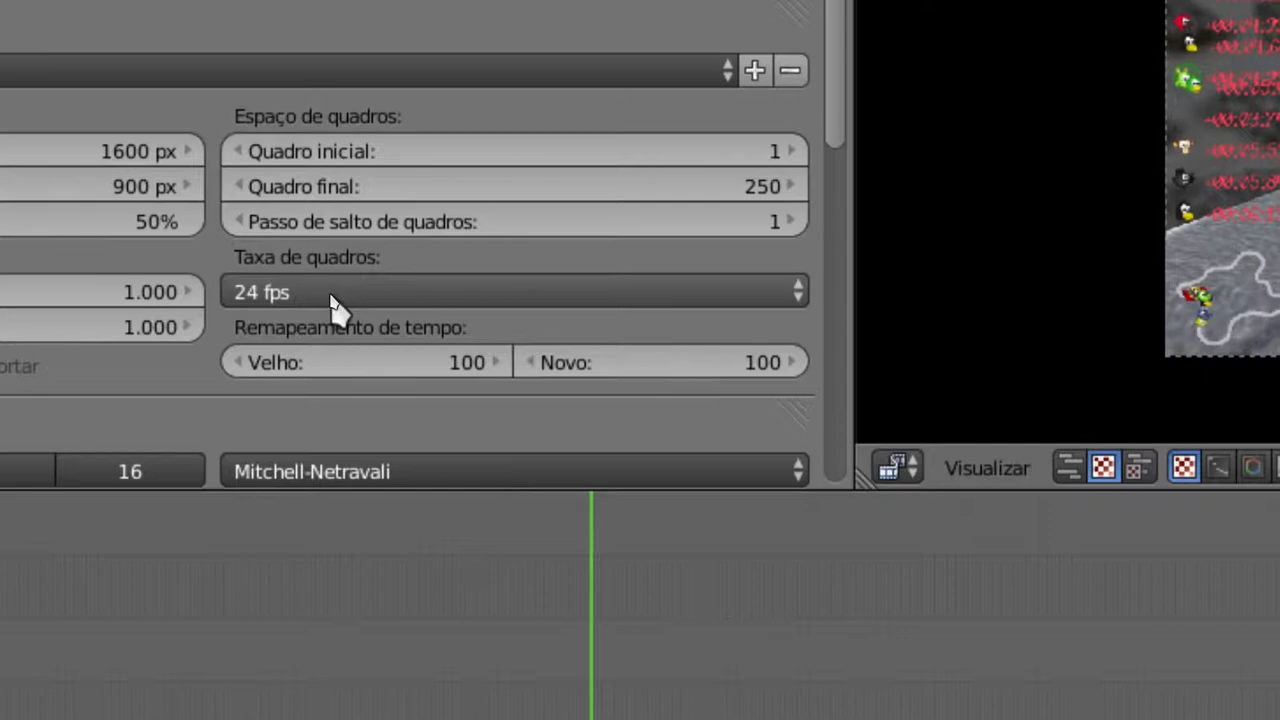 Espaço de quadros:
1600 px
Quadro inicial: 1
900 px
Quadro final: 250
50%
Passo de salto de quadros: 1
Taxa de quadros:
1.000
24 fps
1.000
Remapeamento de tempo:
ortar
Velho: 100
Novo: 100
16
Mitchell-Netravali
Visualizar